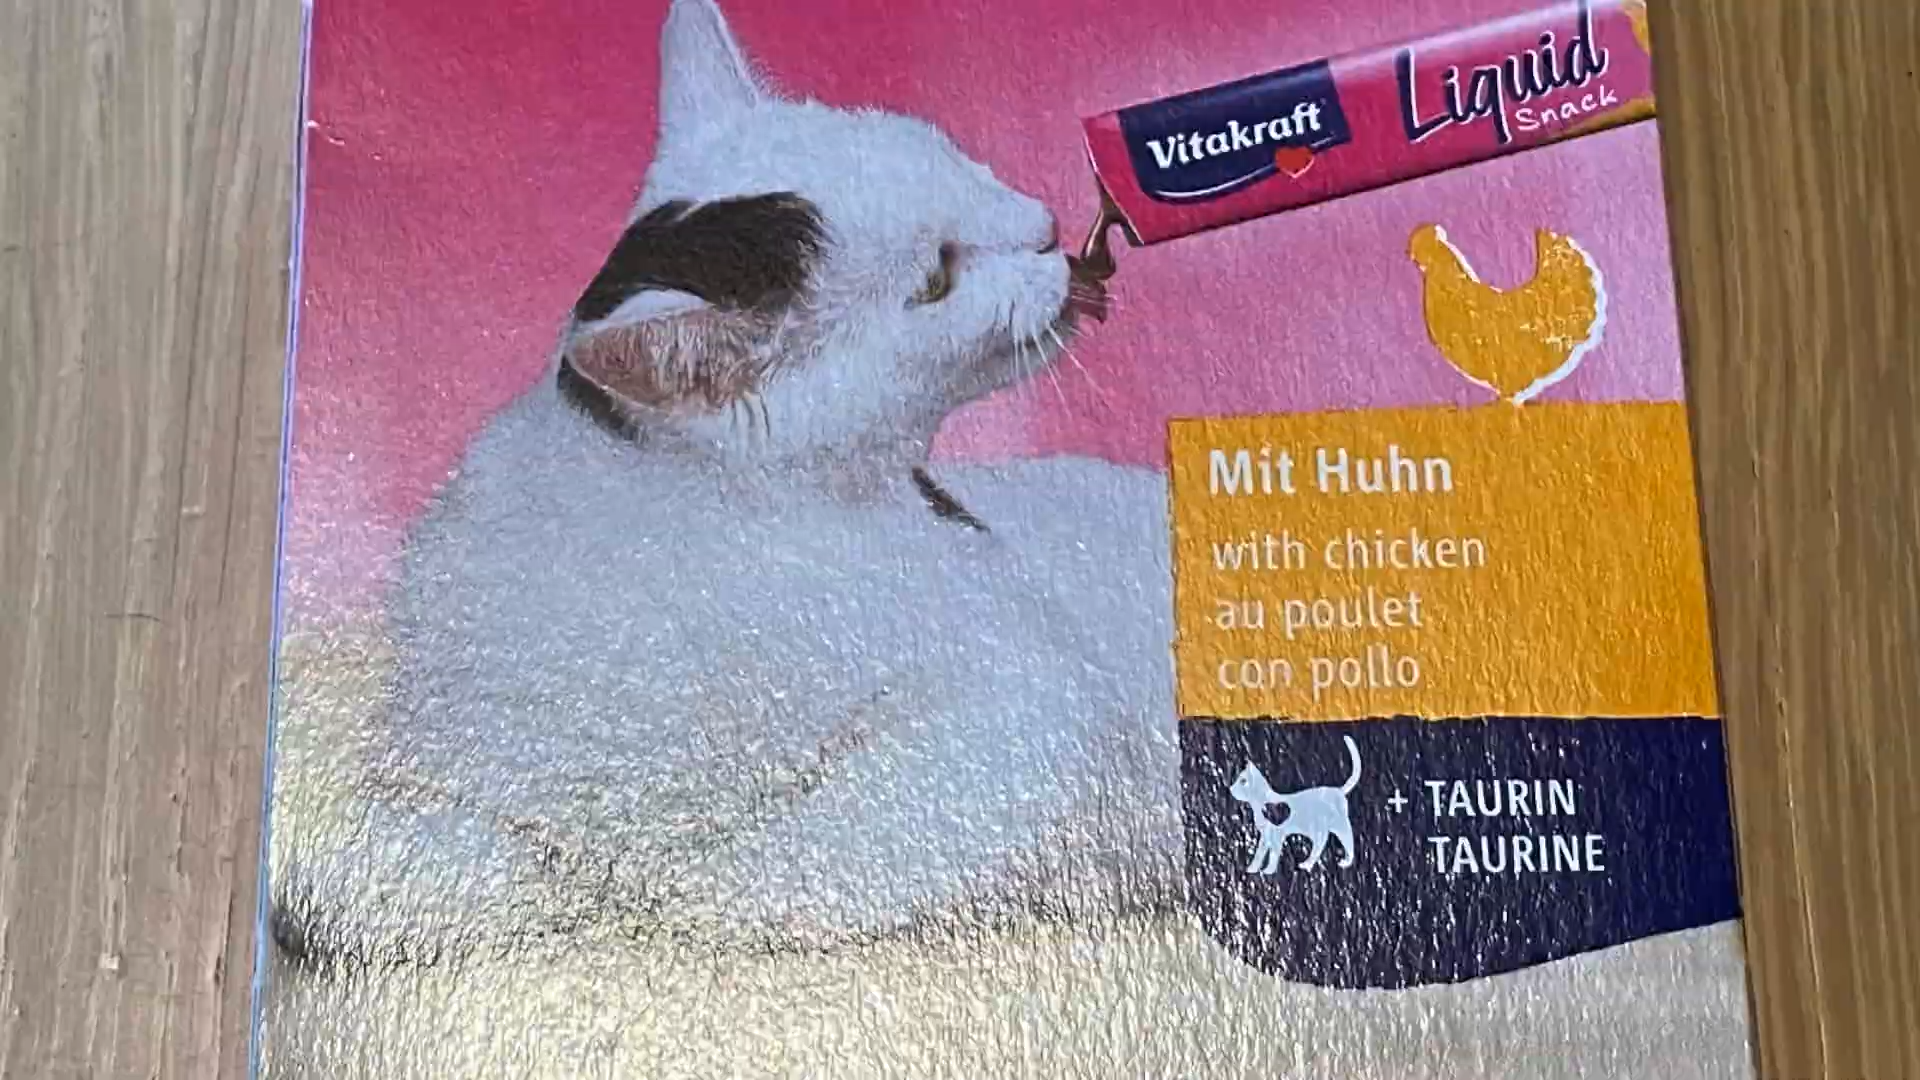 Vitakraft
Liquid
Snack
Mit Huhn
with chicken
au poulet
con pollo
+ TAURIN
TAURINE